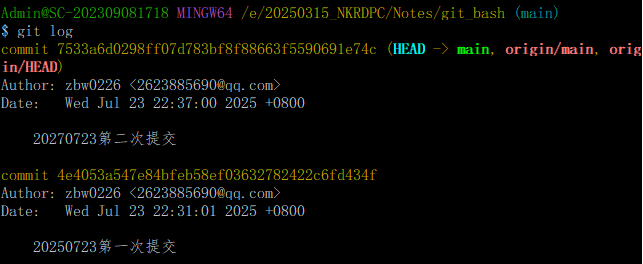 Admin@SC-202309081718 MINGW64 /e/20250315_NKRDPC/Notes/git_bash (main)
$ git log
commit 7533a6d0298ff07d783bf8f88663f5590691e74c (HEAD -> main, origin/main, orig
in/HEAD)
Author: zbw0226 <2623885690@qq.com>
Date:   Wed Jul 23 22:37:00 2025 +0800
20270723第二次提交
commit 4e4053a547e84bfeb58ef03632782422c6fd434f
Author: zbw0226 <2623885690@qq.com>
Date:   Wed Jul 23 22:31:01 2025 +0800
20250723第一次提交